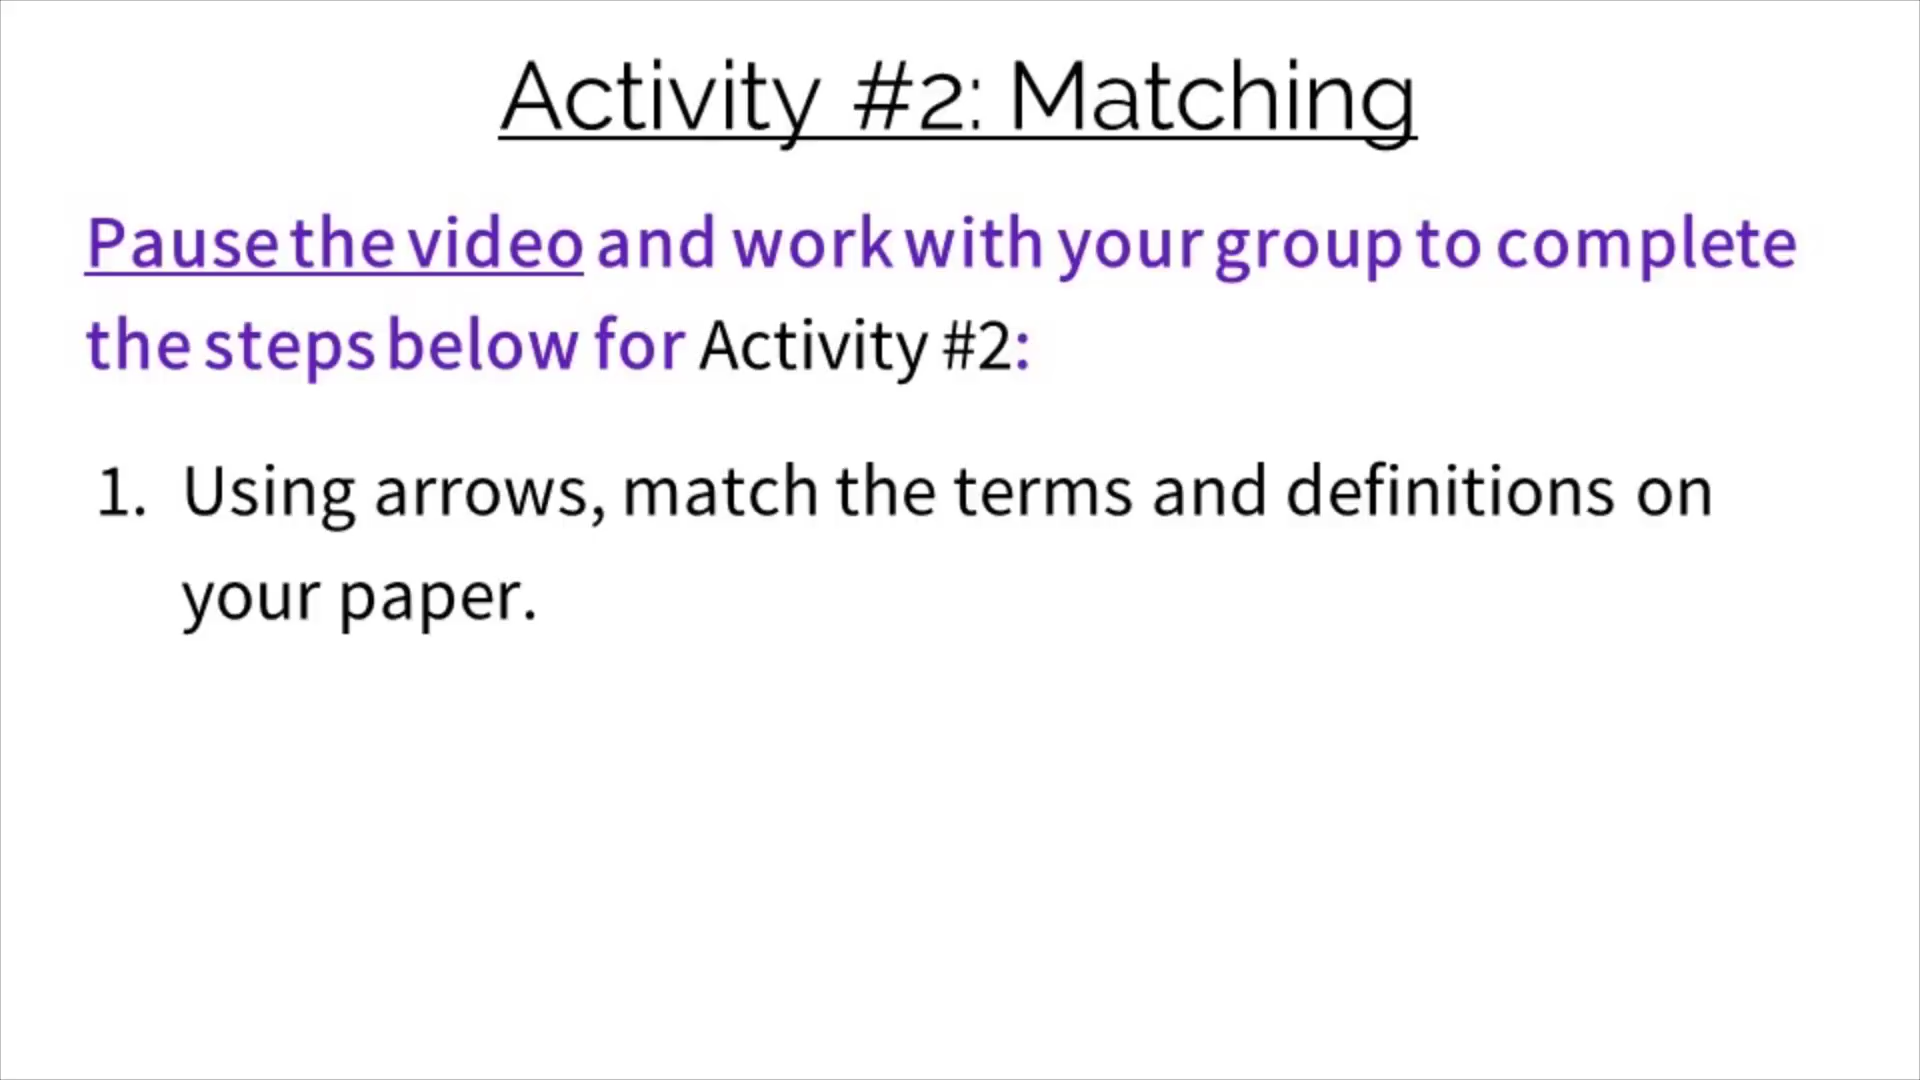 Activity #2: Matching
Pause the video and work with your group to complete
the steps below for Activity #2:
1. Using arrows, match the terms and definitions on
your paper.